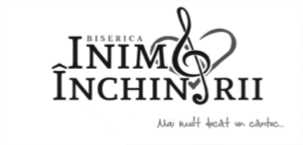 BISERICA
INIMA
ÎNCHINĂRII
Mai mult decât un cântec...